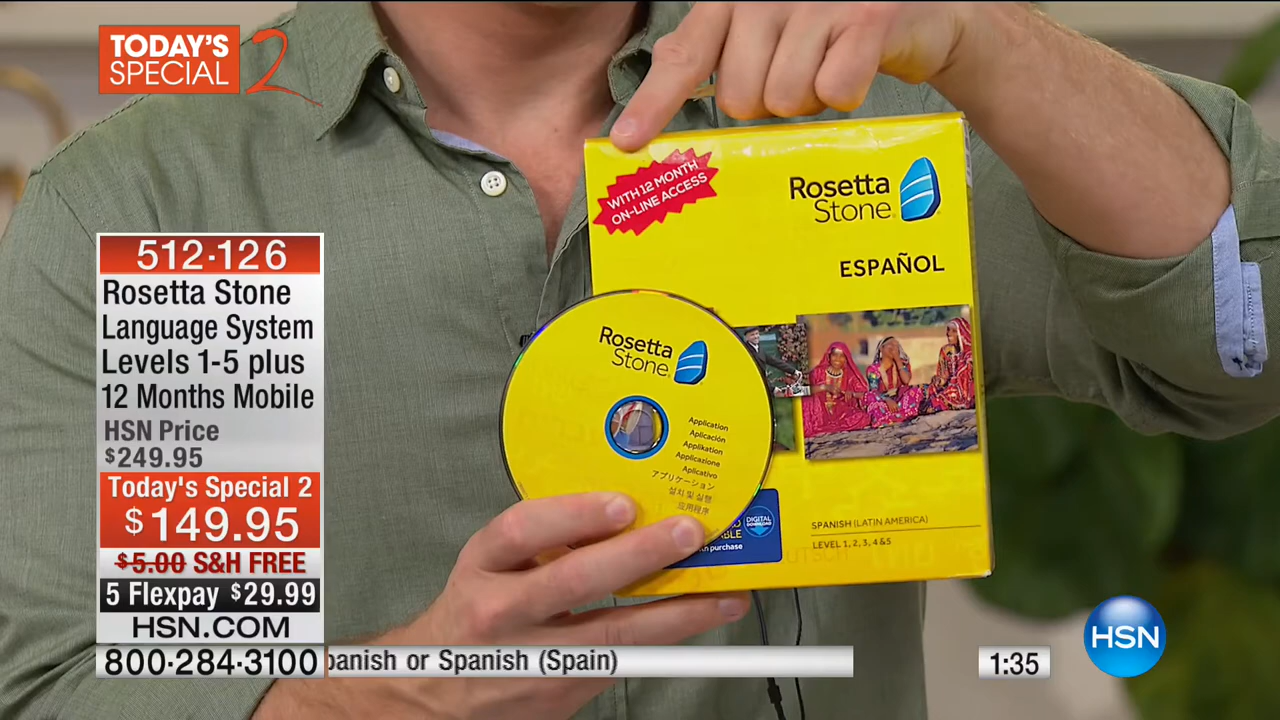 TODAY'S
SPECIAL 2
512·126
Rosetta Stone
Language System
Levels 1-5 plus
12 Months Mobile
HSN Price
$249.95
Today's Special 2
$149.95
$5.00 S&H FREE
5 Flexpay $29.99
HSN.COM
800·284·3100
panish or Spanish (Spain)
1:35
HSN
WITH 12 MONTH
ON-LINE ACCESS
Rosetta
Stone
ESPAÑOL
SPANISH (LATIN AMERICA)
LEVEL 1, 2, 3, 4 & 5
Rosetta
Stone
Application
Aplicación
Applikation
Applicazione
Aplicativo
アプリケーション
설치 및 실행
应用程序
DIGITAL
DOWNLOAD
purchase